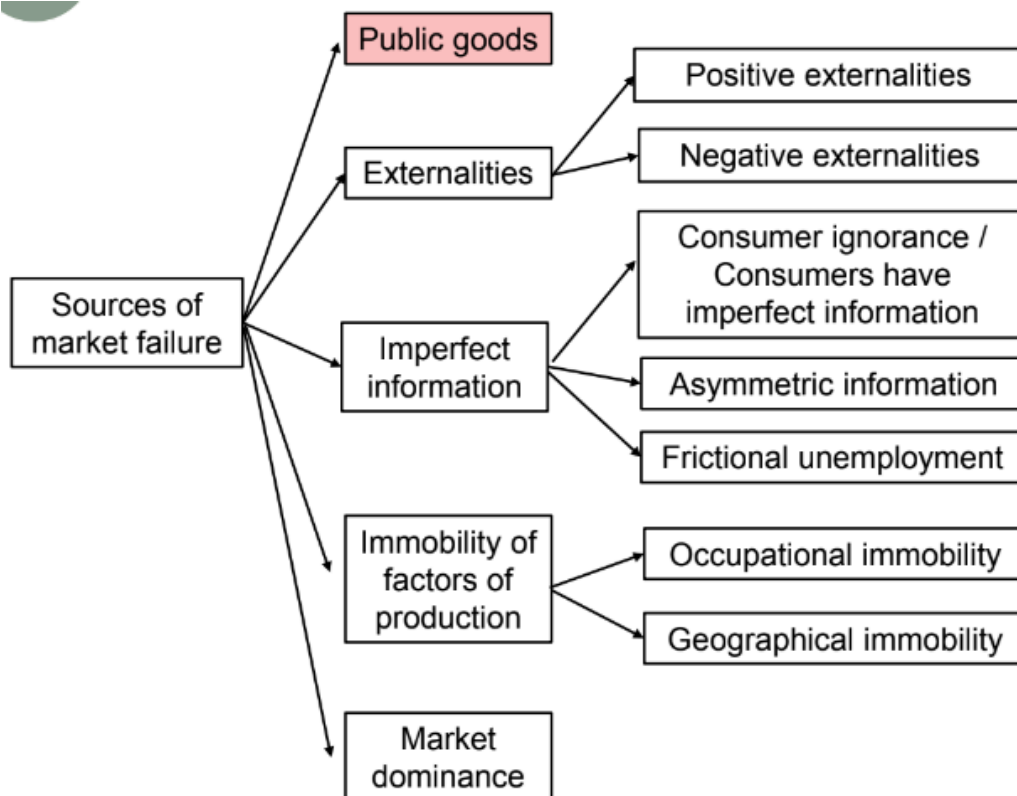 Public goods
Positive externalities
Externalities
Negative externalities
Sources of
market failure
Imperfect
information
Consumer ignorance /
Consumers have
imperfect information
Asymmetric information
Frictional unemployment
Immobility of
factors of
production
Occupational immobility
Geographical immobility
Market
dominance